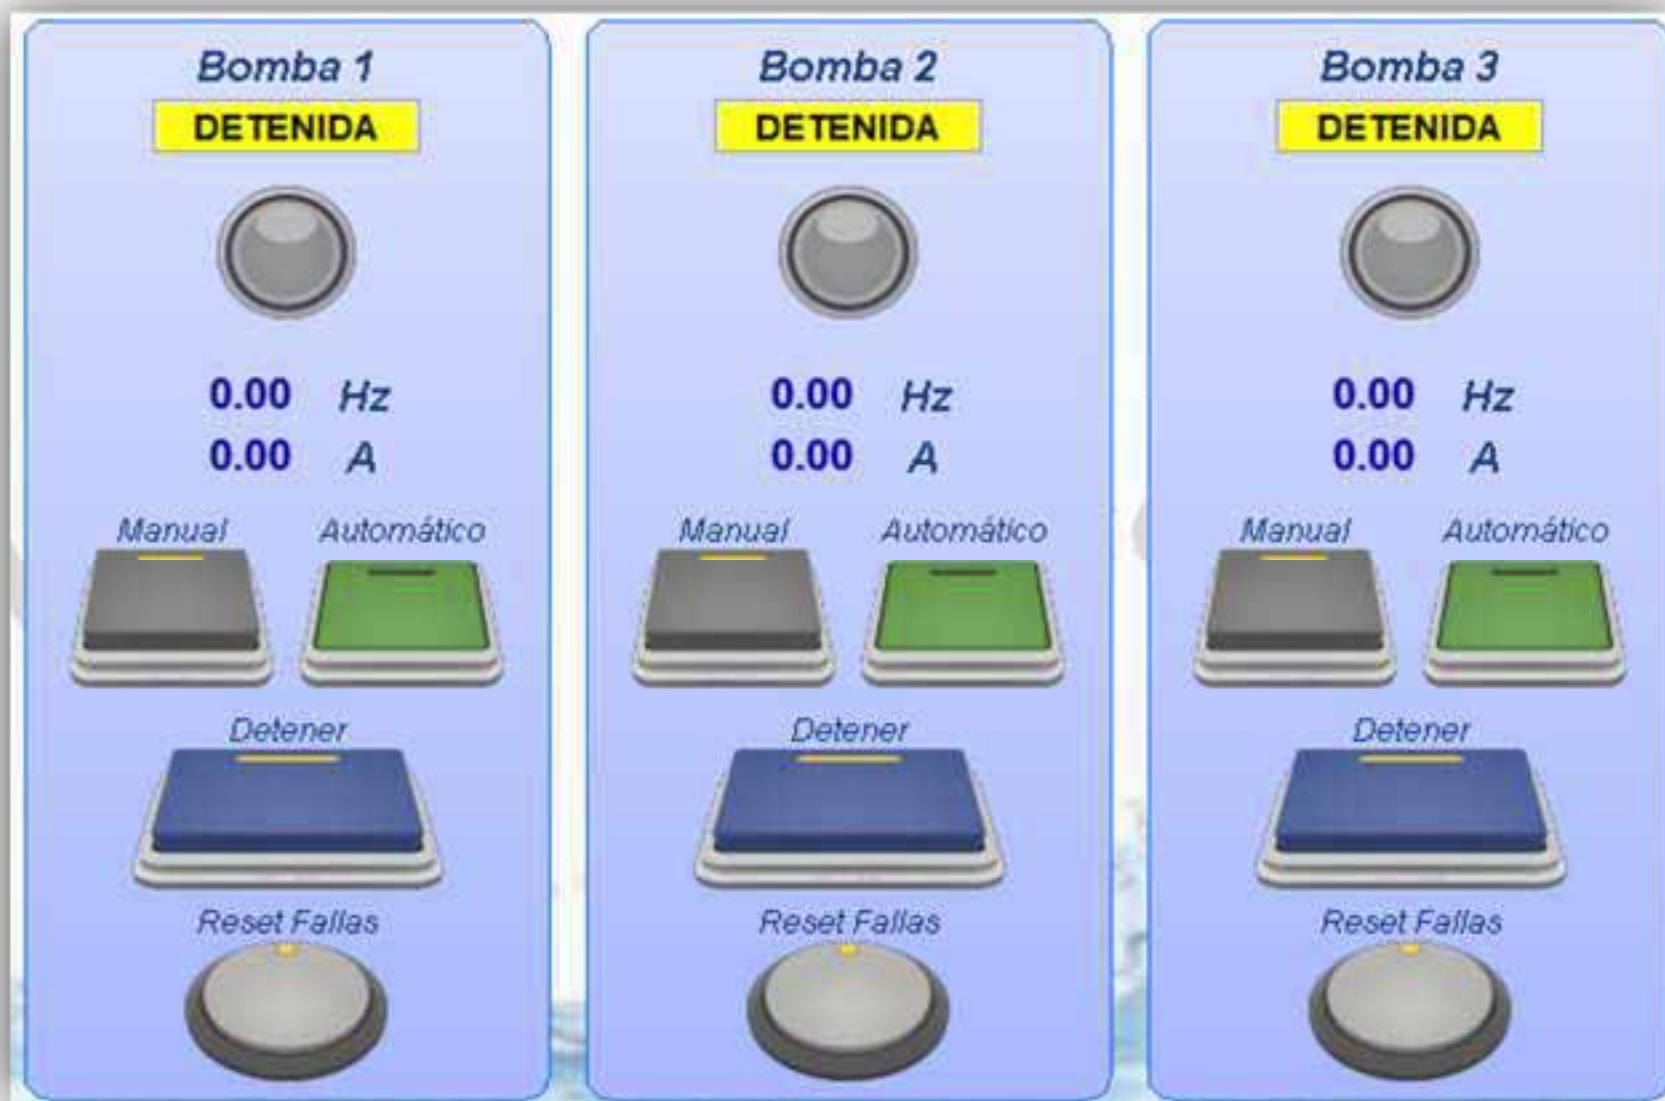 Bomba 1
DETENIDA
0.00 Hz
0.00 A
Manual Automático
Detener
Reset Fallas
Bomba 2
DETENIDA
0.00 Hz
0.00 A
Manual Automático
Detener
Reset Fallas
Bomba 3
DETENIDA
0.00 Hz
0.00 A
Manual Automático
Detener
Reset Fallas